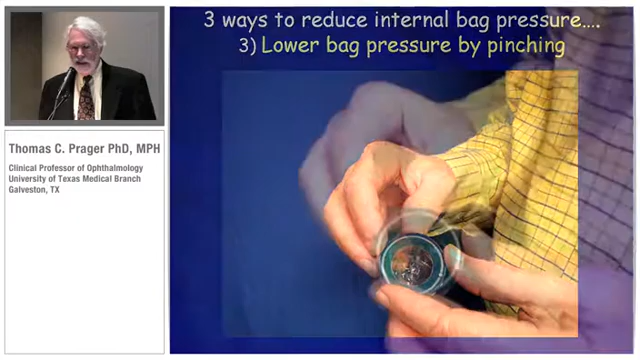 3 ways to reduce internal bag pressure....
3) Lower bag pressure by pinching
Thomas C. Prager PhD, MPH
Clinical Professor of Ophthalmology
University of Texas Medical Branch
Galveston, TX